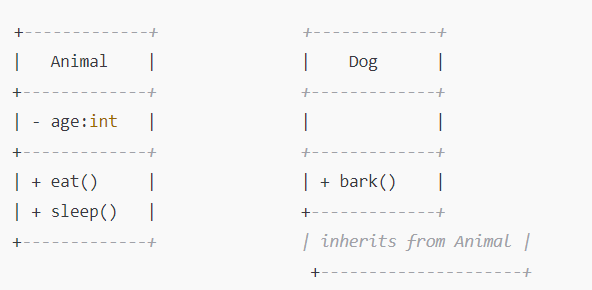 +-------------+               +-------------+
|   Animal    |               |    Dog      |
+-------------+               +-------------+
| - age:int   |               |             |
+-------------+               +-------------+
| + eat()     |               | + bark()    |
| + sleep()   |               +-------------+
+-------------+               | inherits from Animal |
                               +---------------------+